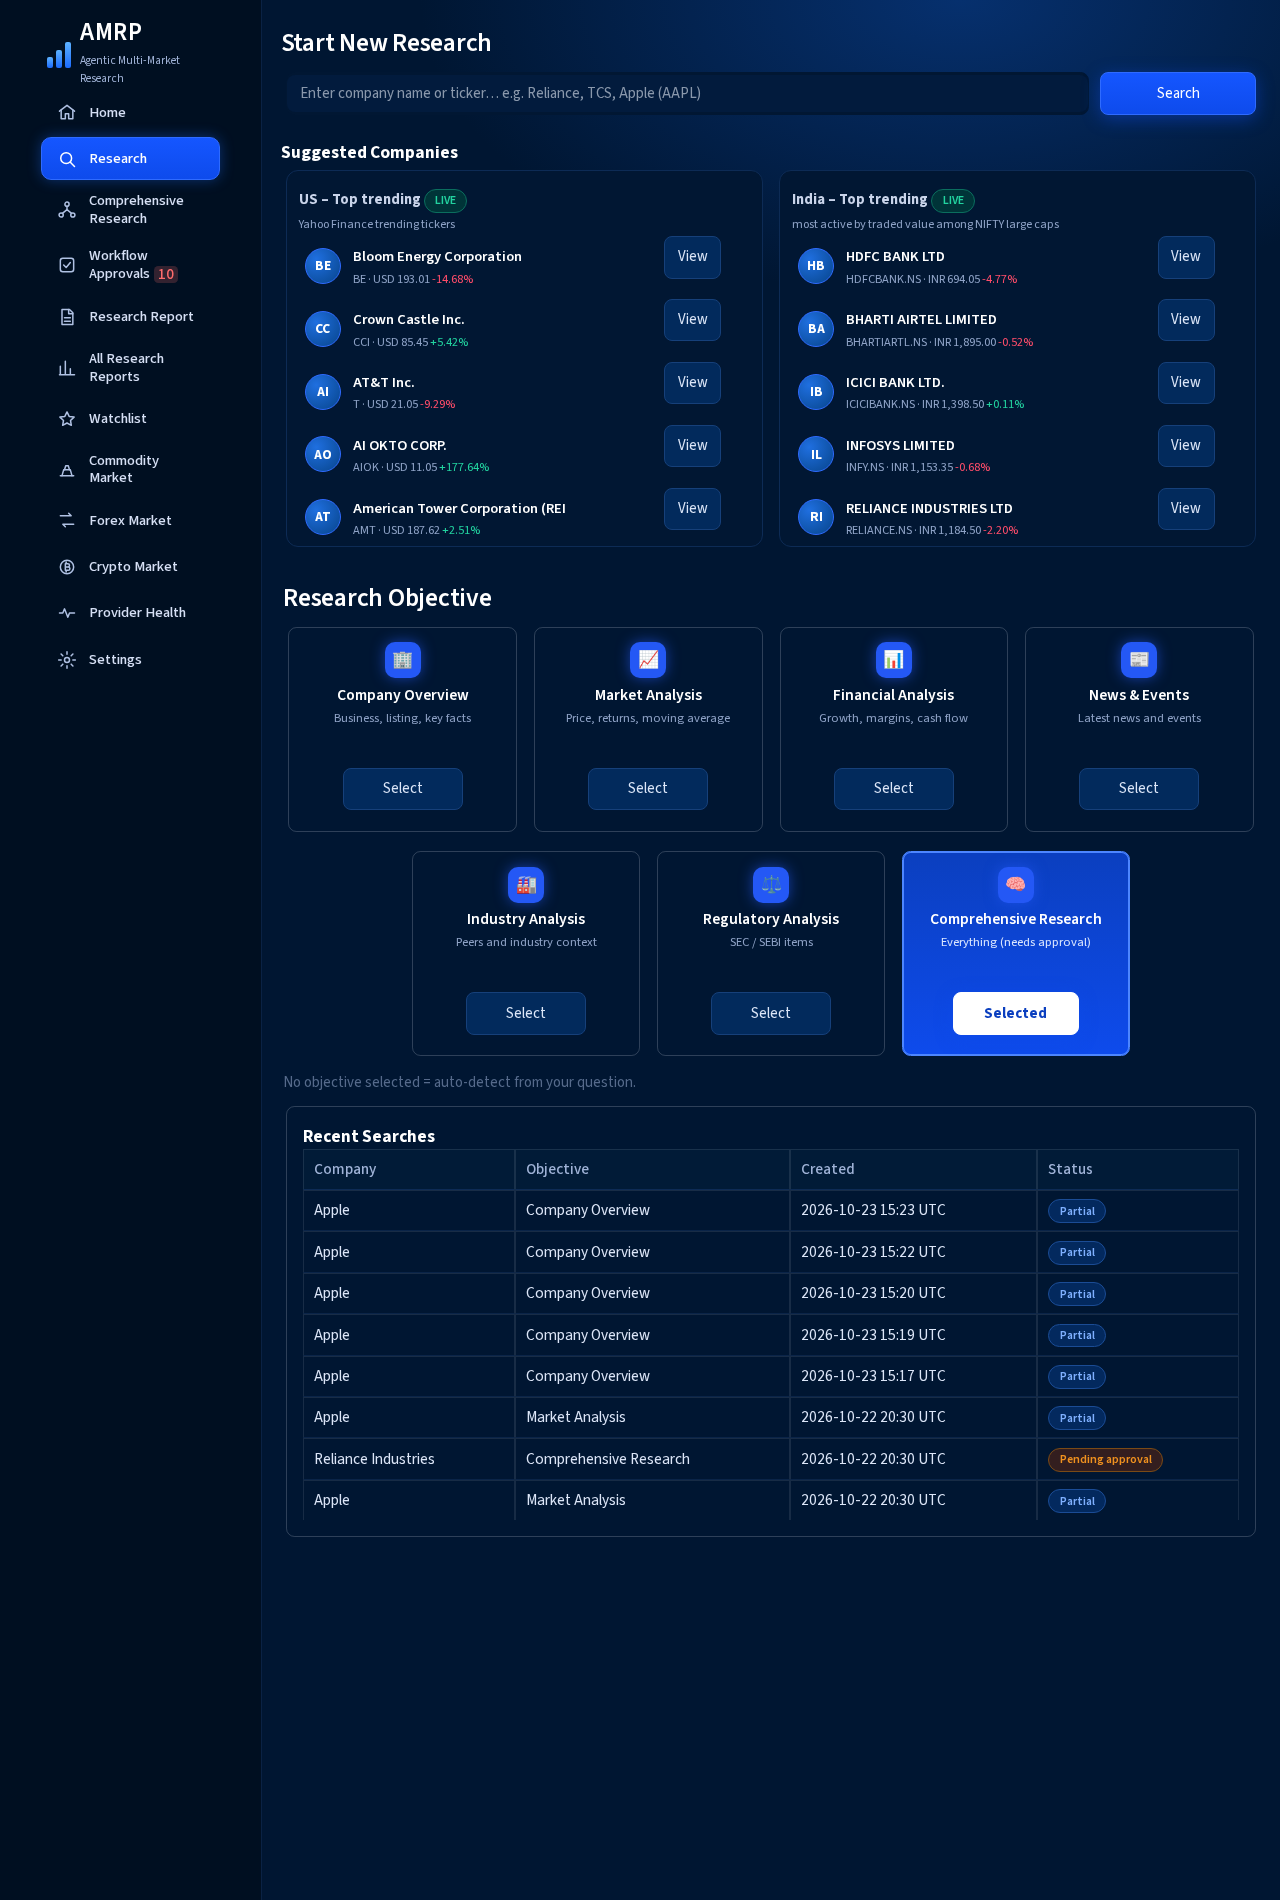 AMRP
Agentic Multi-Market
Research
Home
Research
Comprehensive
Research
Workflow
Approvals 10
Research Report
All Research
Reports
Watchlist
Commodity
Market
Forex Market
Crypto Market
Provider Health
Settings
Start New Research
Enter company name or ticker… e.g. Reliance, TCS, Apple (AAPL)
Search
Suggested Companies
US – Top trending LIVE
Yahoo Finance trending tickers
BE
Bloom Energy Corporation
BE · USD 193.01 -14.68%
View
CC
Crown Castle Inc.
CCI · USD 85.45 +5.42%
View
AI
AT&T Inc.
T · USD 21.05 -9.29%
View
AO
AI OKTO CORP.
AIOK · USD 11.05 +177.64%
View
AT
American Tower Corporation (REI
AMT · USD 187.62 +2.51%
View
India – Top trending LIVE
most active by traded value among NIFTY large caps
HB
HDFC BANK LTD
HDFCBANK.NS · INR 694.05 -4.77%
View
BA
BHARTI AIRTEL LIMITED
BHARTIARTL.NS · INR 1,895.00 -0.52%
View
IB
ICICI BANK LTD.
ICICIBANK.NS · INR 1,398.50 +0.11%
View
IL
INFOSYS LIMITED
INFY.NS · INR 1,153.35 -0.68%
View
RI
RELIANCE INDUSTRIES LTD
RELIANCE.NS · INR 1,184.50 -2.20%
View
Research Objective
Company Overview
Business, listing, key facts
Select
Market Analysis
Price, returns, moving average
Select
Financial Analysis
Growth, margins, cash flow
Select
News & Events
Latest news and events
Select
Industry Analysis
Peers and industry context
Select
Regulatory Analysis
SEC / SEBI items
Select
Comprehensive Research
Everything (needs approval)
Selected
No objective selected = auto-detect from your question.
Recent Searches
Company Objective Created Status
Apple Company Overview 2026-10-23 15:23 UTC Partial
Apple Company Overview 2026-10-23 15:22 UTC Partial
Apple Company Overview 2026-10-23 15:20 UTC Partial
Apple Company Overview 2026-10-23 15:19 UTC Partial
Apple Company Overview 2026-10-23 15:17 UTC Partial
Apple Market Analysis 2026-10-22 20:30 UTC Partial
Reliance Industries Comprehensive Research 2026-10-22 20:30 UTC Pending approval
Apple Market Analysis 2026-10-22 20:30 UTC Partial